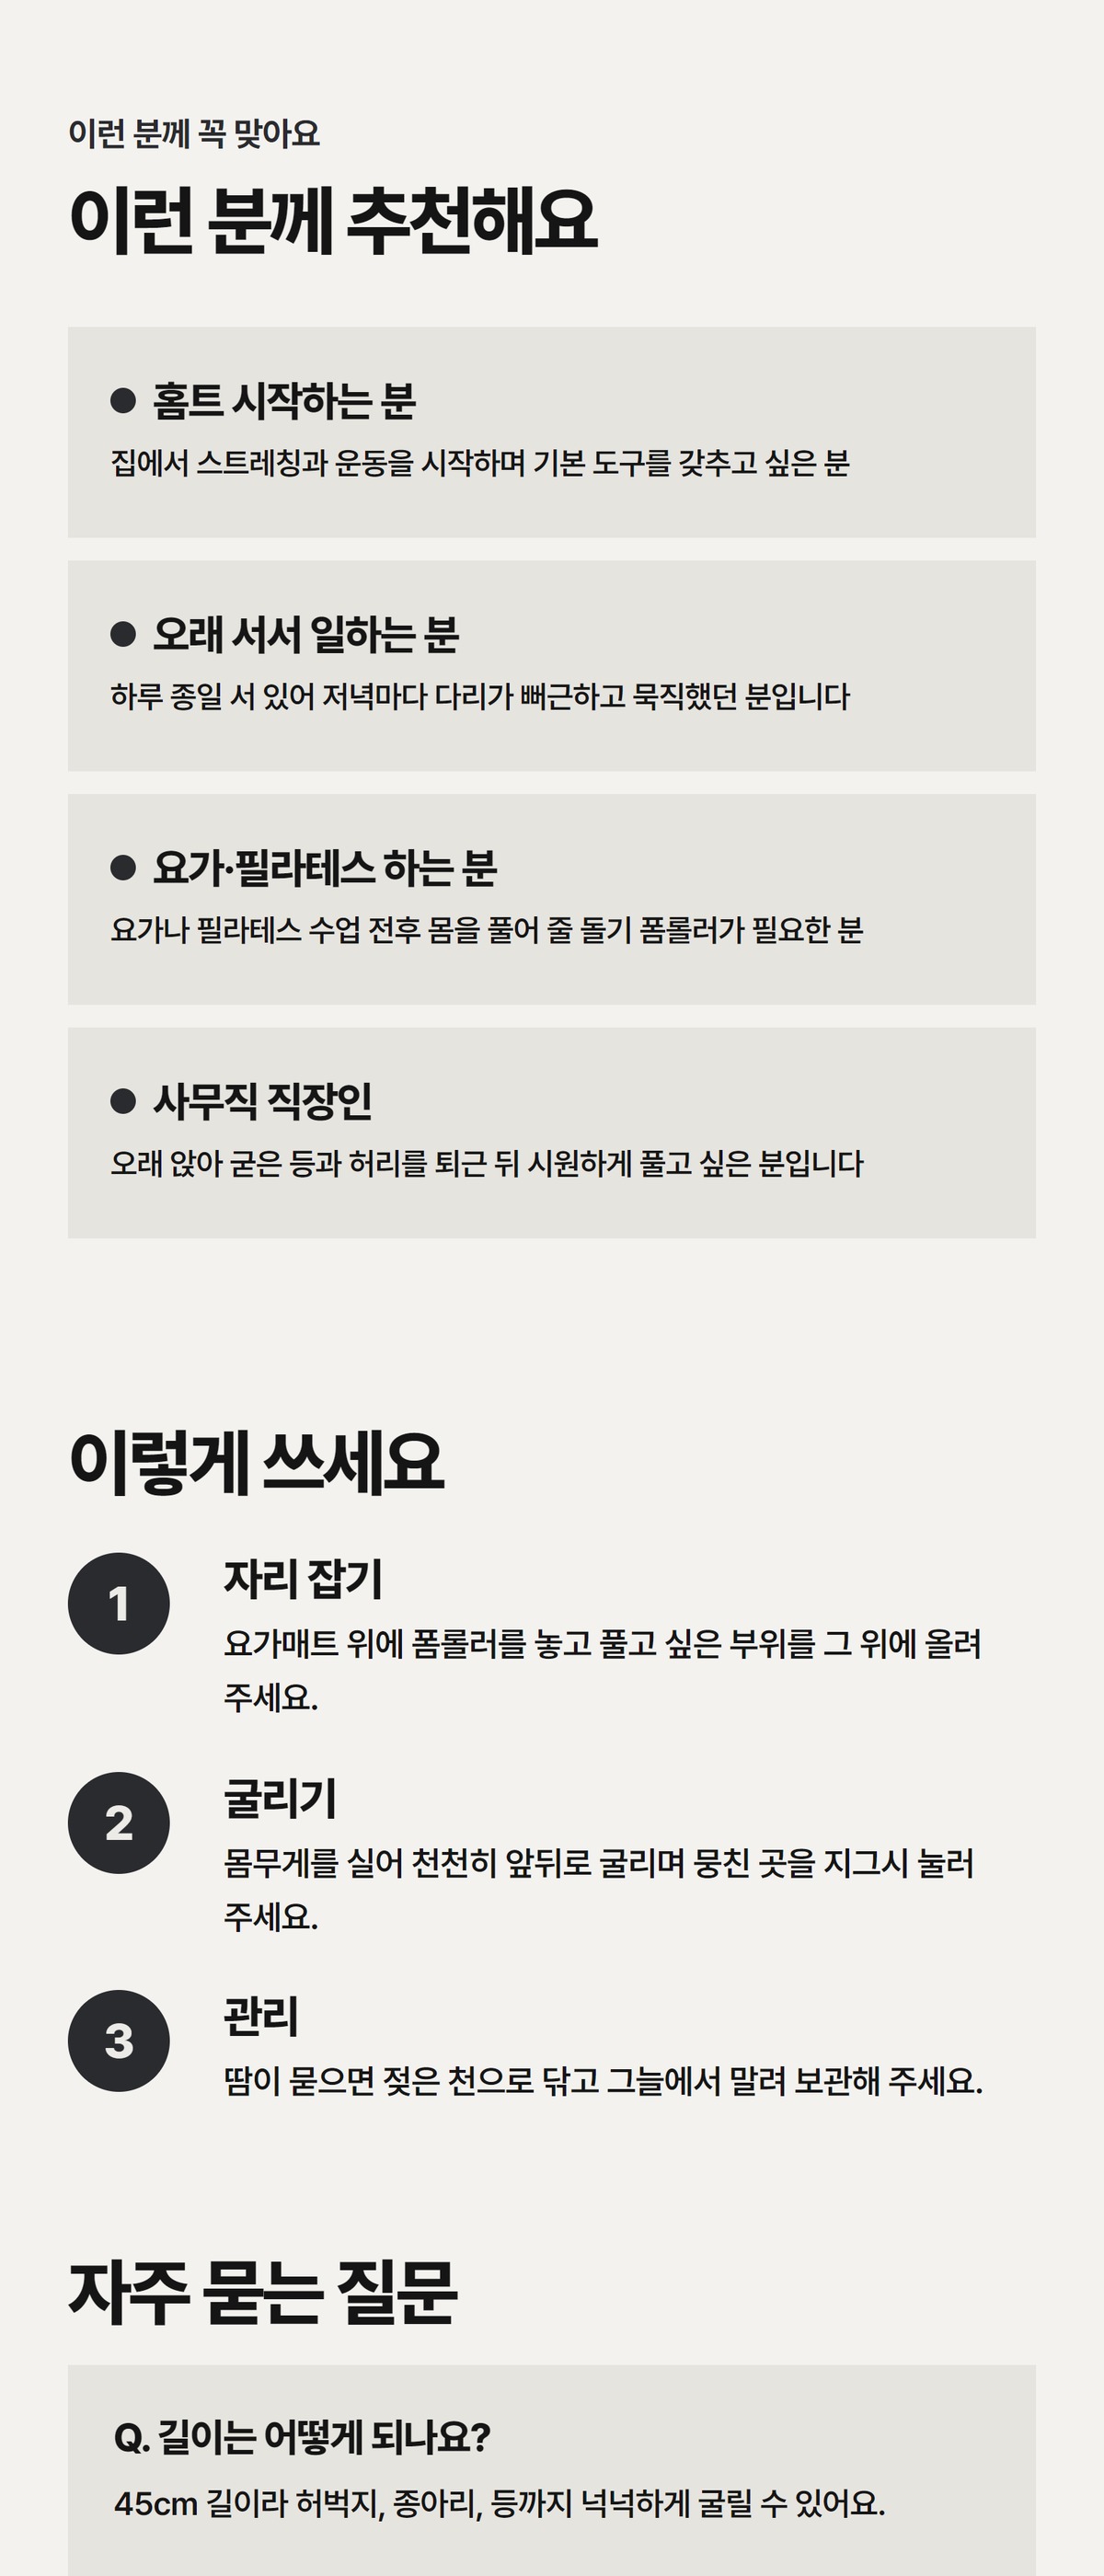 이런 분께 꼭 맞아요
이런 분께 추천해요
홈트 시작하는 분
집에서 스트레칭과 운동을 시작하며 기본 도구를 갖추고 싶은 분
오래 서서 일하는 분
하루 종일 서 있어 저녁마다 다리가 뻐근하고 묵직했던 분입니다
요가·필라테스 하는 분
요가나 필라테스 수업 전후 몸을 풀어 줄 돌기 폼롤러가 필요한 분
사무직 직장인
오래 앉아 굳은 등과 허리를 퇴근 뒤 시원하게 풀고 싶은 분입니다
이렇게 쓰세요
1
자리 잡기
요가매트 위에 폼롤러를 놓고 풀고 싶은 부위를 그 위에 올려
주세요.
2
굴리기
몸무게를 실어 천천히 앞뒤로 굴리며 뭉친 곳을 지그시 눌러
주세요.
3
관리
땀이 묻으면 젖은 천으로 닦고 그늘에서 말려 보관해 주세요.
자주 묻는 질문
Q. 길이는 어떻게 되나요?
45cm 길이라 허벅지, 종아리, 등까지 넉넉하게 굴릴 수 있어요.